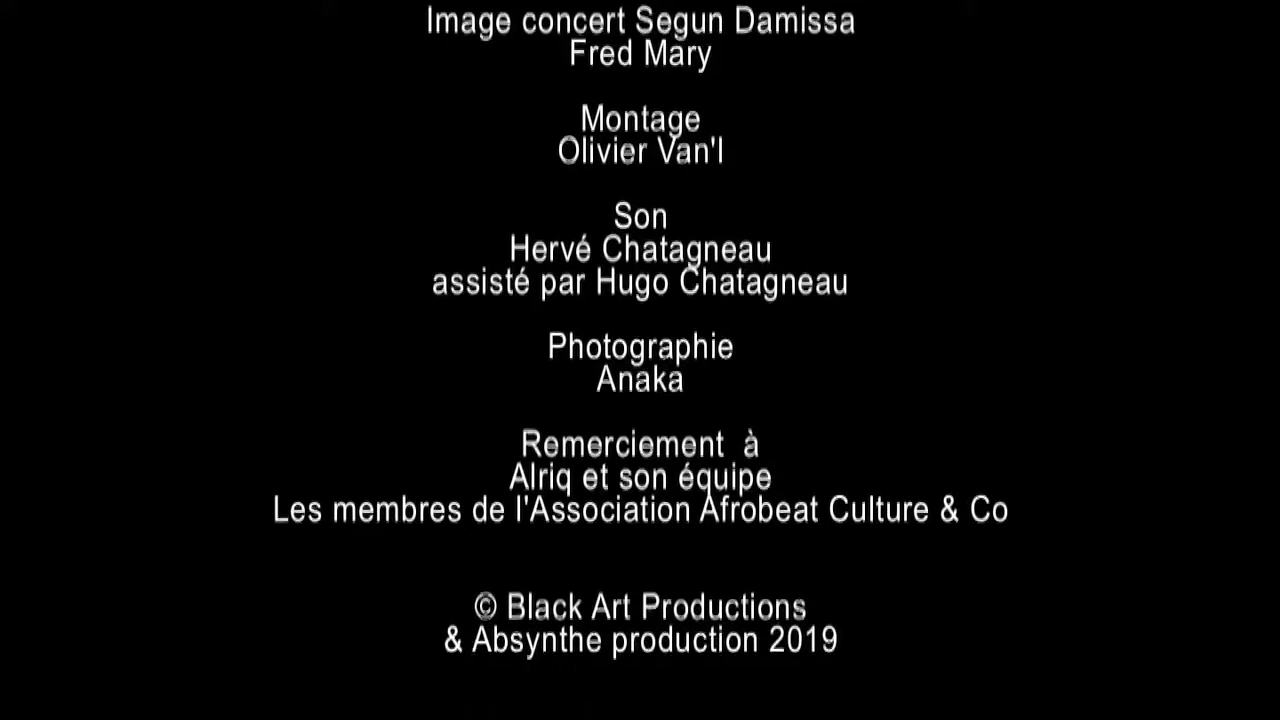 Image concert Segun Damissa
Fred Mary
Montage
Olivier Van'l
Son
Hervé Chatagneau
assisté par Hugo Chatagneau
Photographie
Anaka
Remerciement à
Alriq et son équipe
Les membres de l'Association Afrobeat Culture & Co
© Black Art Productions
& Absynthe production 2019